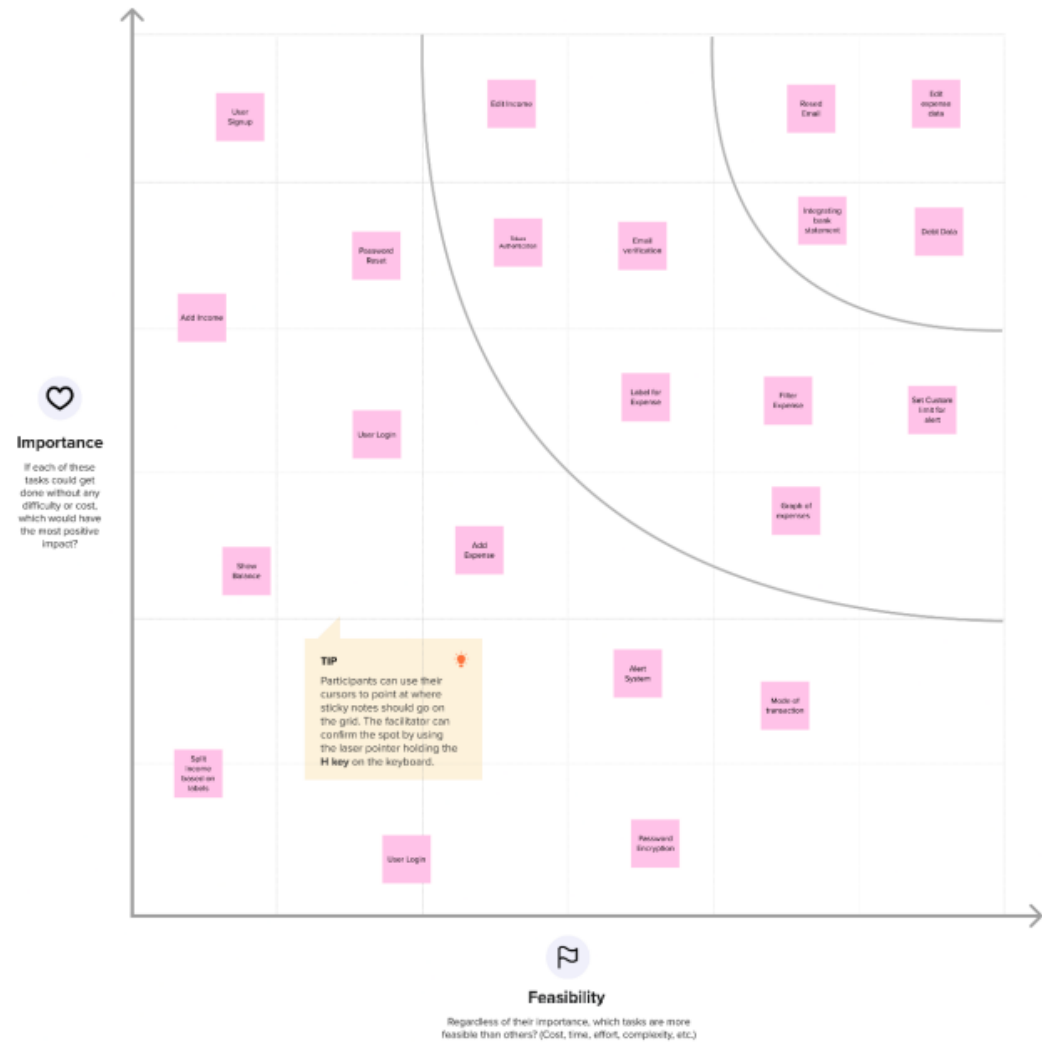 User
Signup
Edit Income
Resed
Email
Edit
expense
data
Integrating
bank
statement
Debt Data
Password
Reset
Authentication
Email
verification
Add Income
Label for
Expense
Filter
Expense
Set Custom
limit for
alert
User Login
Graph of
expenses
Add
Expense
Show
Balance
Importance
If each of these
tasks could get
done without any
difficulty or cost,
which would have
the most positive
impact?
TIP
Participants can use their
cursors to point at where
sticky notes should go on
the grid. The facilitator can
confirm the spot by using
the laser pointer holding the
H key on the keyboard.
Alert
System
Mode of
transaction
Split
income
based on
labels
User Login
Password
Encryption
Feasibility
Regardless of their importance, which tasks are more
feasible than others? (Cost, time, effort, complexity, etc.)